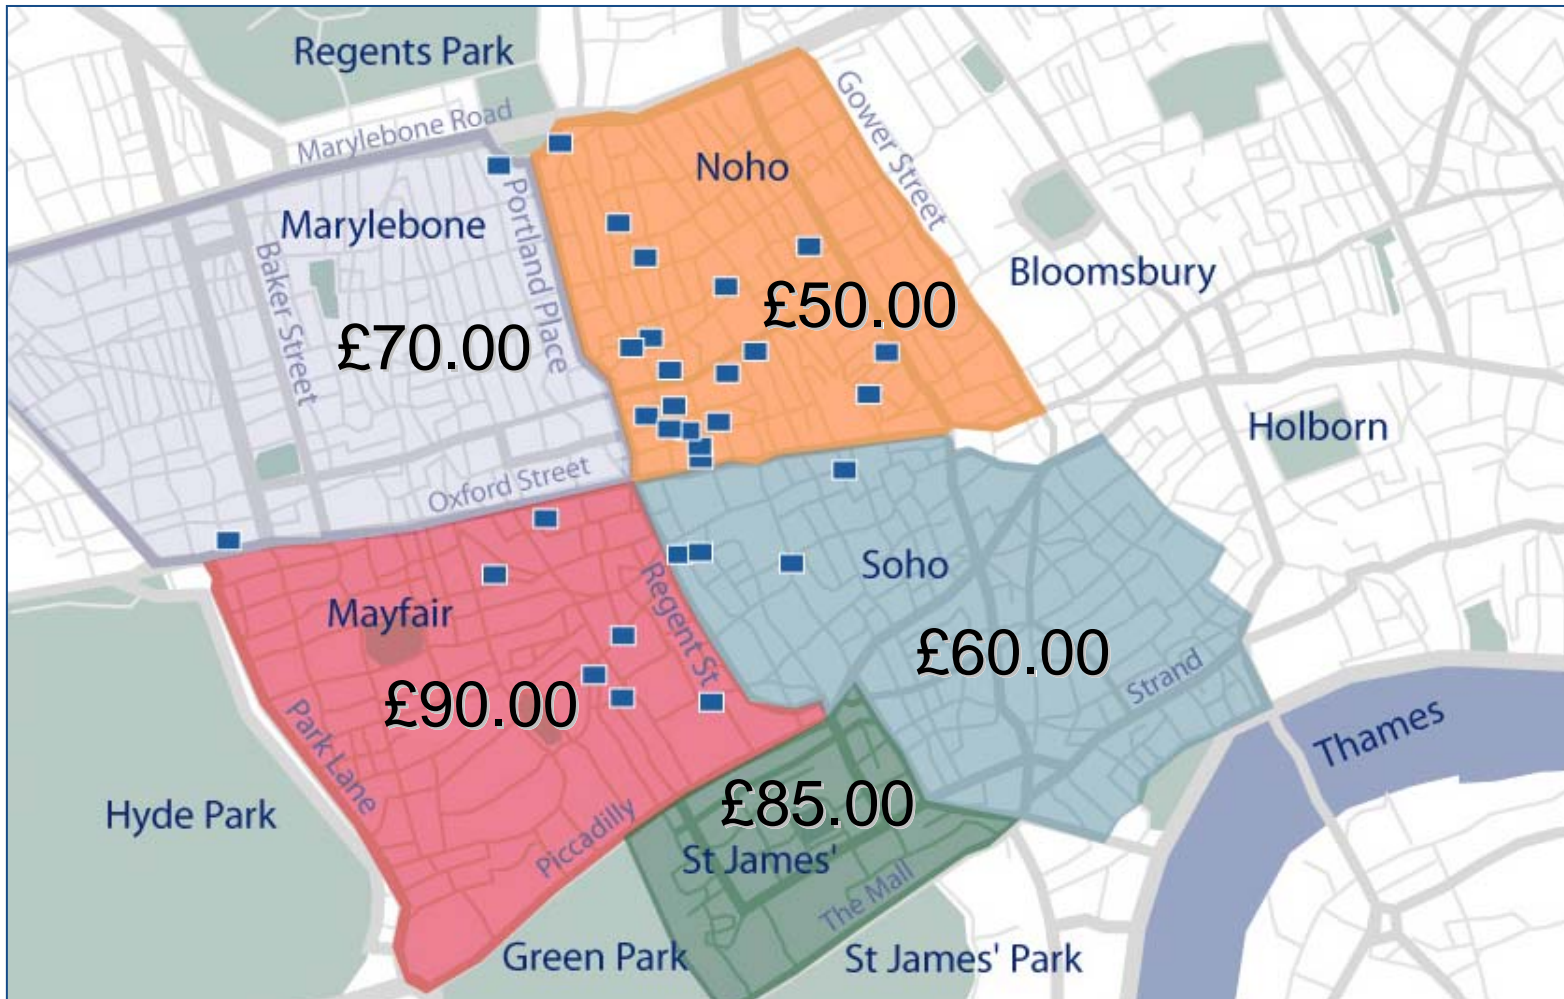 Regents Park
Marylebone Road
Gower Street
Noho
Marylebone
Portland Place
Baker Street
Bloomsbury
£50.00
£70.00
Holborn
Oxford Street
Soho
Regent St
Mayfair
£60.00
Strand
£90.00
Park Lane
Thames
Hyde Park
£85.00
Piccadilly
St James'
The Mall
Green Park
St James' Park